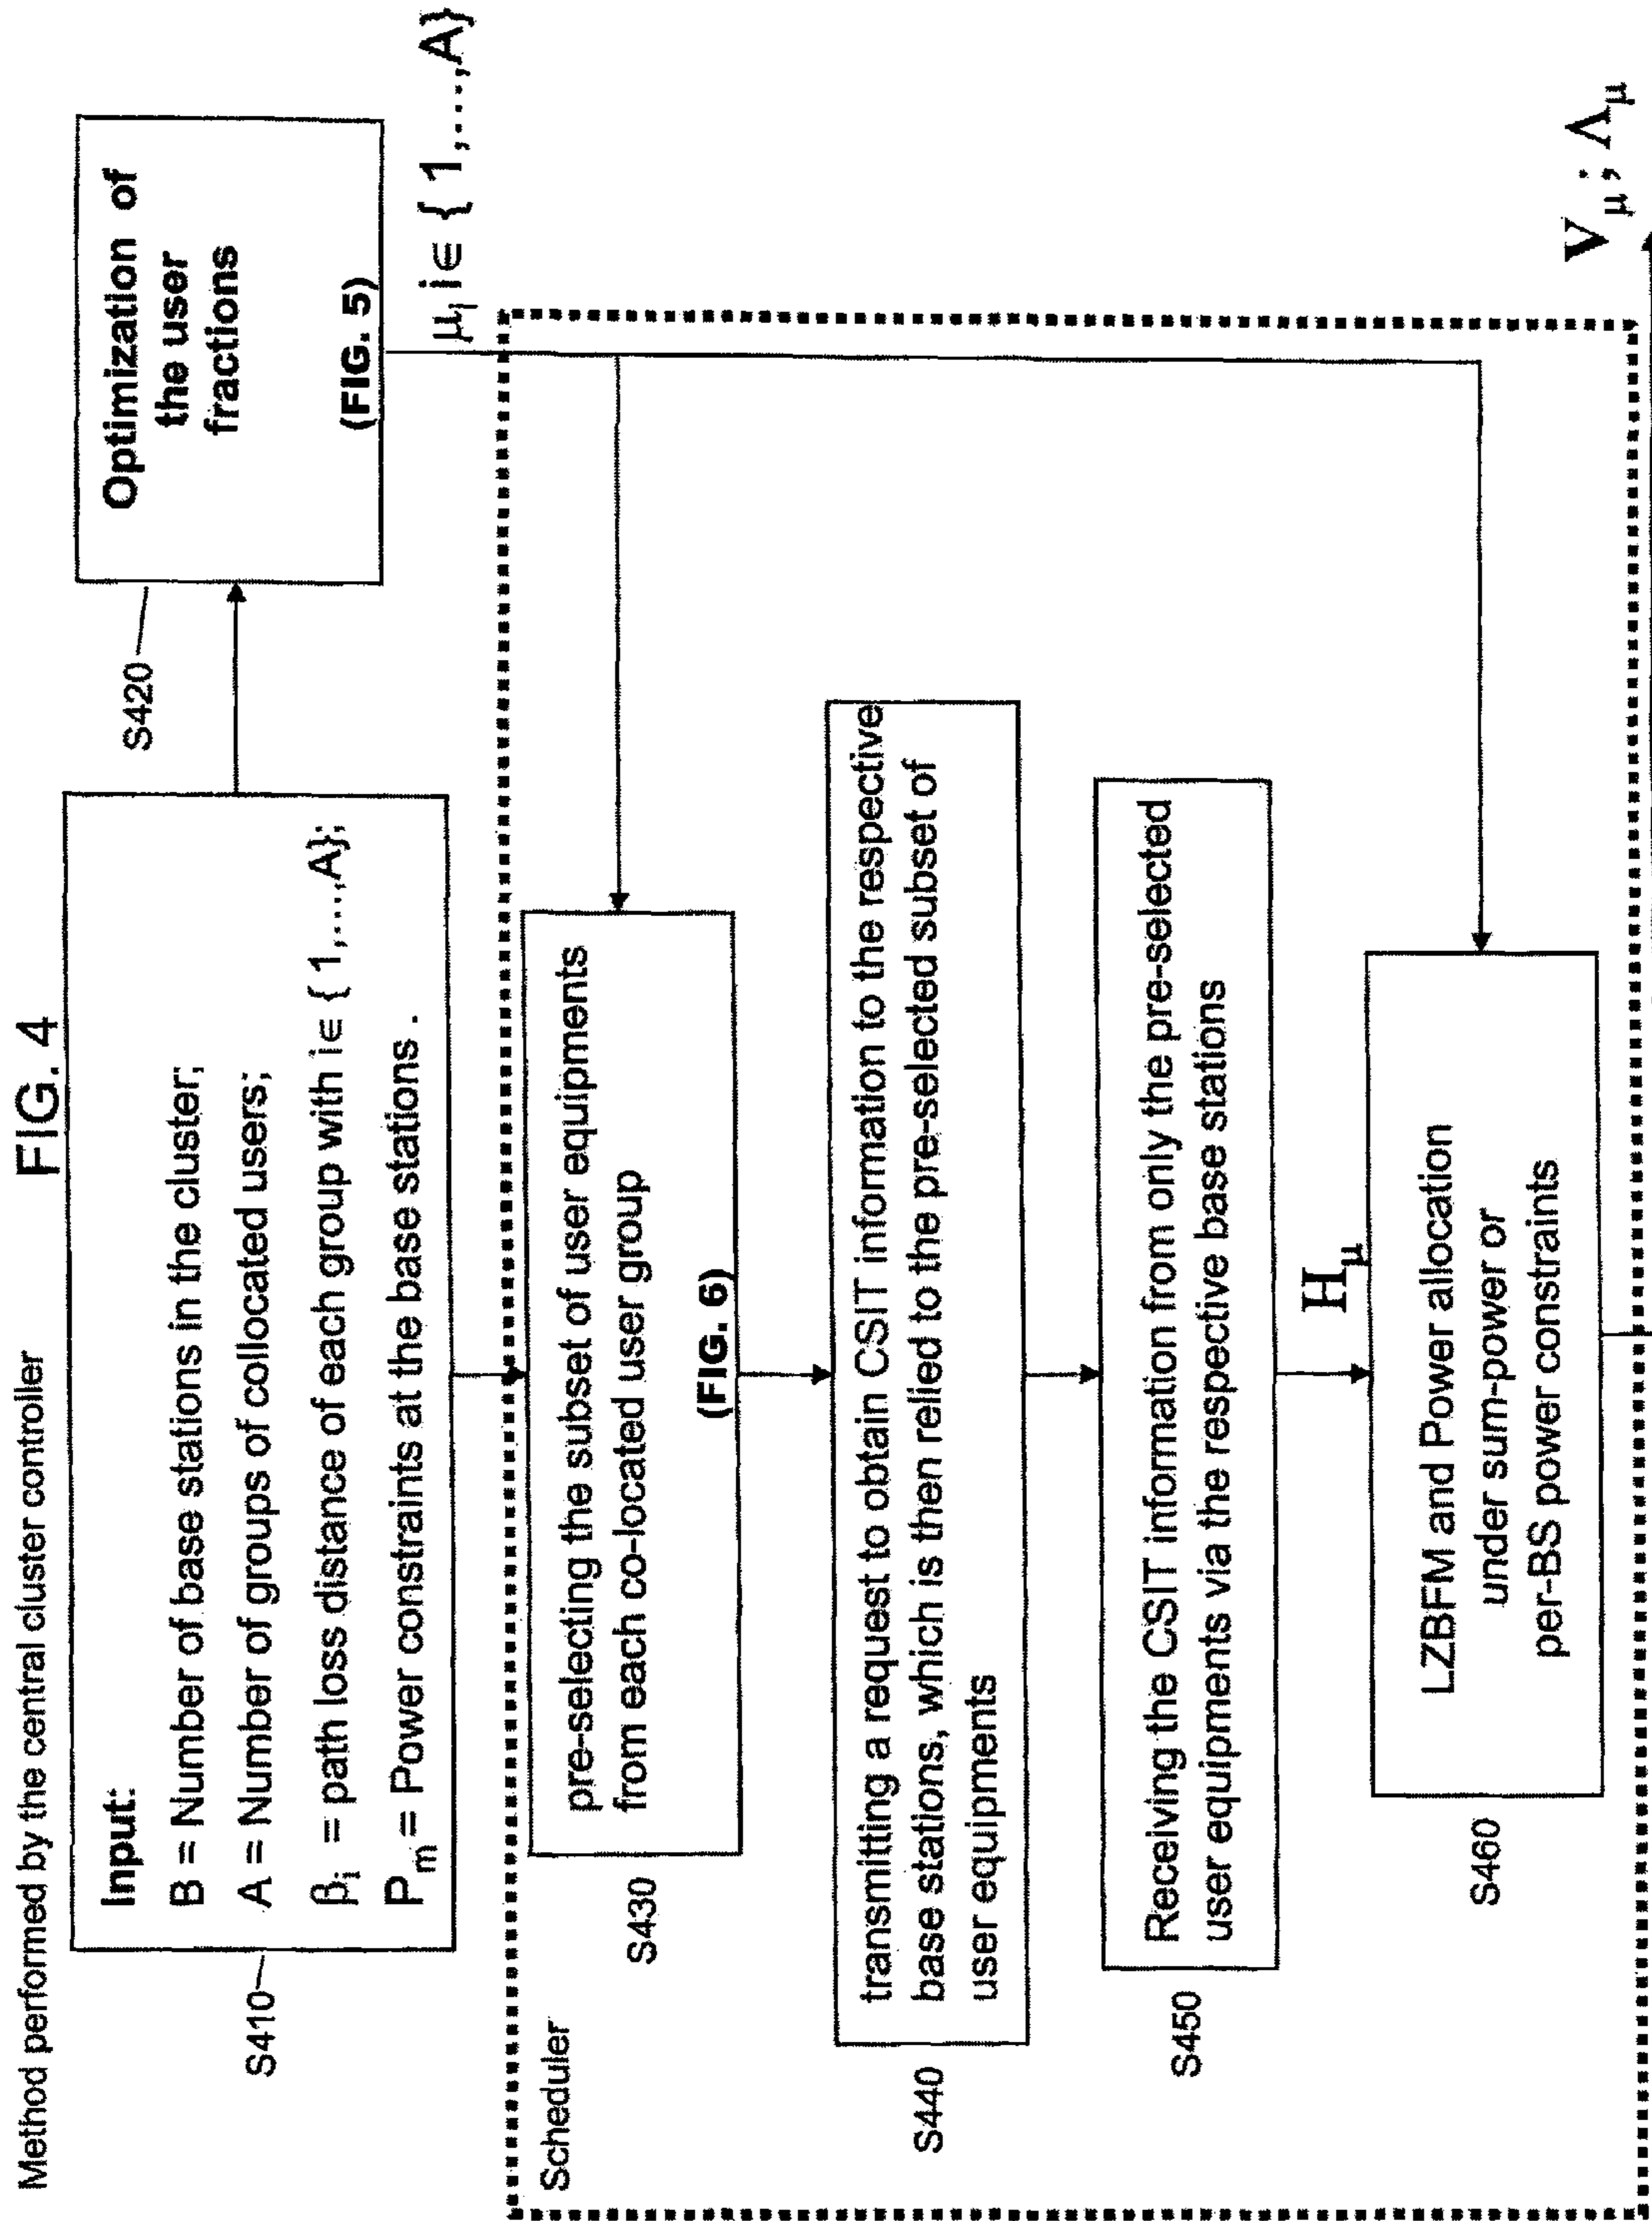 FIG. 4
Method performed by the central cluster controller
Input:
B = Number of base stations in the cluster;
A = Number of groups of collocated users;
βi = path loss distance of each group with i∈ { 1,...,A};
Pm = Power constraints at the base stations .
S410
Optimization of
the user
fractions
(FIG. 5)
S420
μi i∈ { 1,...,A}
Scheduler
pre-selecting the subset of user equipments
from each co-located user group
(FIG. 6)
S430
transmitting a request to obtain CSIT information to the respective
base stations, which is then relied to the pre-selected subset of
user equipments
S440
Receiving the CSIT information from only the pre-selected
user equipments via the respective base stations
S450
Hμ
LZBFM and Power allocation
under sum-power or
per-BS power constraints
S460
Vμ; Λμ